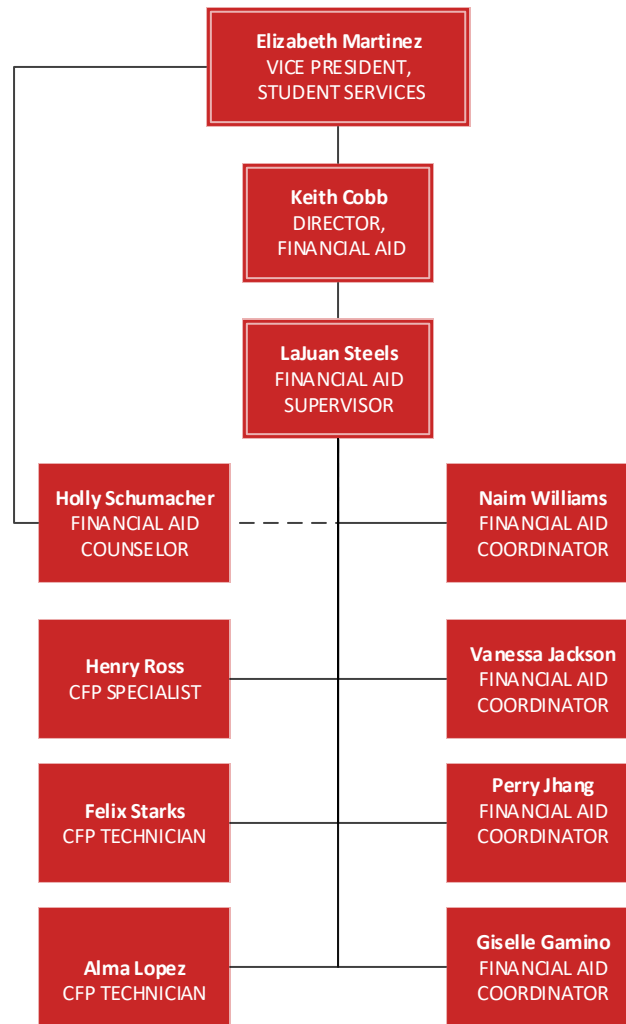 Elizabeth Martinez
VICE PRESIDENT,
STUDENT SERVICES
Keith Cobb
DIRECTOR,
FINANCIAL AID
LaJuan Steels
FINANCIAL AID
SUPERVISOR
Holly Schumacher
FINANCIAL AID
COUNSELOR
Naim Williams
FINANCIAL AID
COORDINATOR
Henry Ross
CFP SPECIALIST
Vanessa Jackson
FINANCIAL AID
COORDINATOR
Felix Starks
CFP TECHNICIAN
Perry Jhang
FINANCIAL AID
COORDINATOR
Alma Lopez
CFP TECHNICIAN
Giselle Gamino
FINANCIAL AID
COORDINATOR